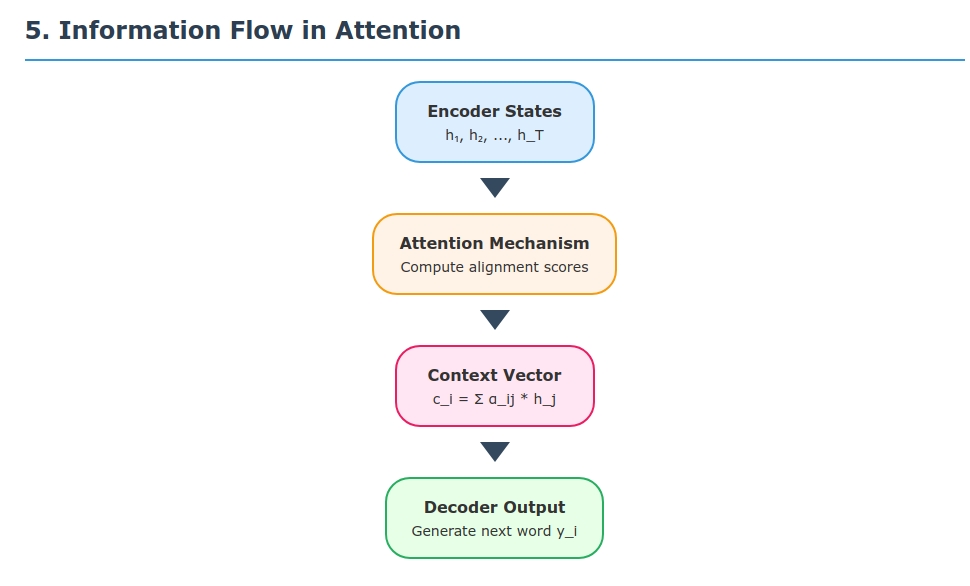 5. Information Flow in Attention
Encoder States
h₁, h₂, ..., h_T
Attention Mechanism
Compute alignment scores
Context Vector
c_i = Σ α_ij * h_j
Decoder Output
Generate next word y_i